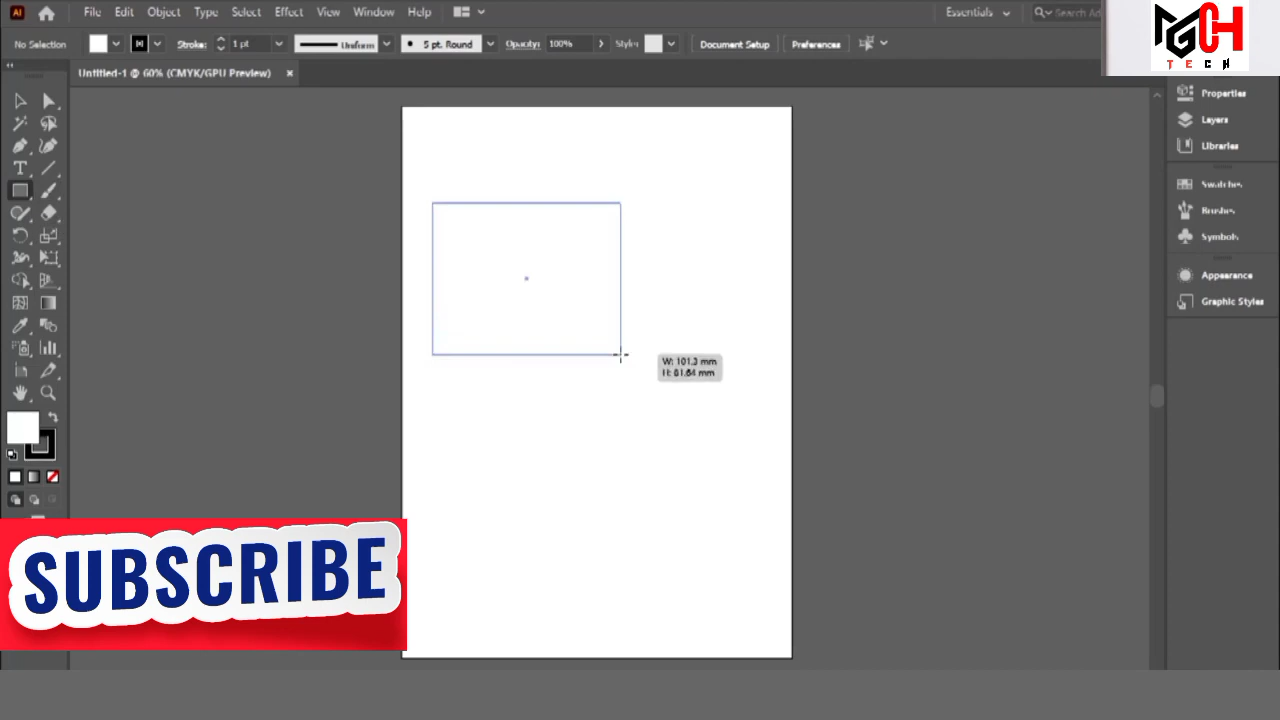 Ai File Edit Object Type Select Effect View Window Help Essentials Search Ad
No Selection Stroke: 1 pt Uniform 5 pt. Round Opacity: 100% Style: Document Setup Preferences
MGCH
TECH
Untitled-1 @ 60% (CMYK/GPU Preview) ×
Properties
Layers
Libraries
Swatches
Brushes
Symbols
Appearance
Graphic Styles
W: 101.3 mm
H: 81.64 mm
SUBSCRIBE